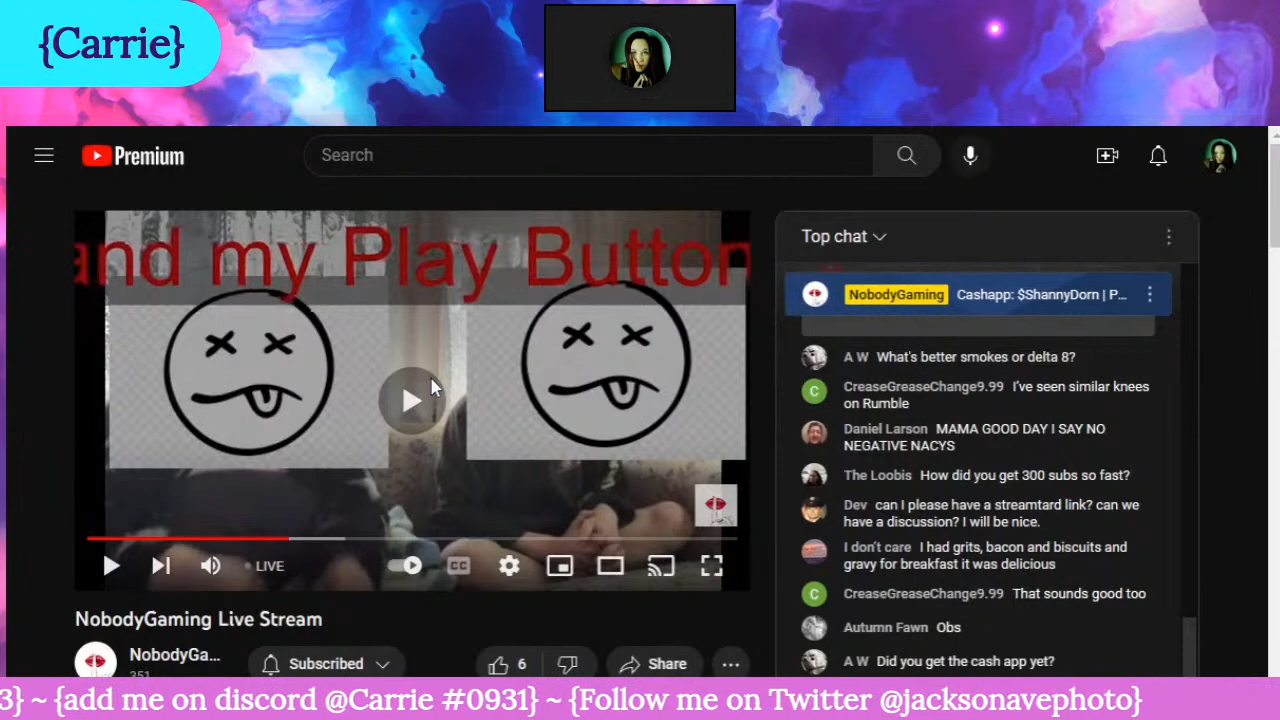 {Carrie}
Premium
Search
and my Play Button
Top chat
NobodyGaming Cashapp: $ShannyDorn | P...
A W What's better smokes or delta 8?
CreaseGreaseChange9.99 I've seen similar knees
on Rumble
Daniel Larson MAMA GOOD DAY I SAY NO
NEGATIVE NACYS
The Loobis How did you get 300 subs so fast?
Dev can I please have a streamtard link? can we
have a discussion? I will be nice.
I don't care I had grits, bacon and biscuits and
gravy for breakfast it was delicious
C
CreaseGreaseChange9.99 That sounds good too
Autumn Fawn Obs
A W Did you get the cash app yet?
LIVE
CC
NobodyGaming Live Stream
NobodyGa...
351
Subscribed
6
Share
3} ~ {add me on discord @Carrie #0931} ~ {Follow me on Twitter @jacksonavephoto}